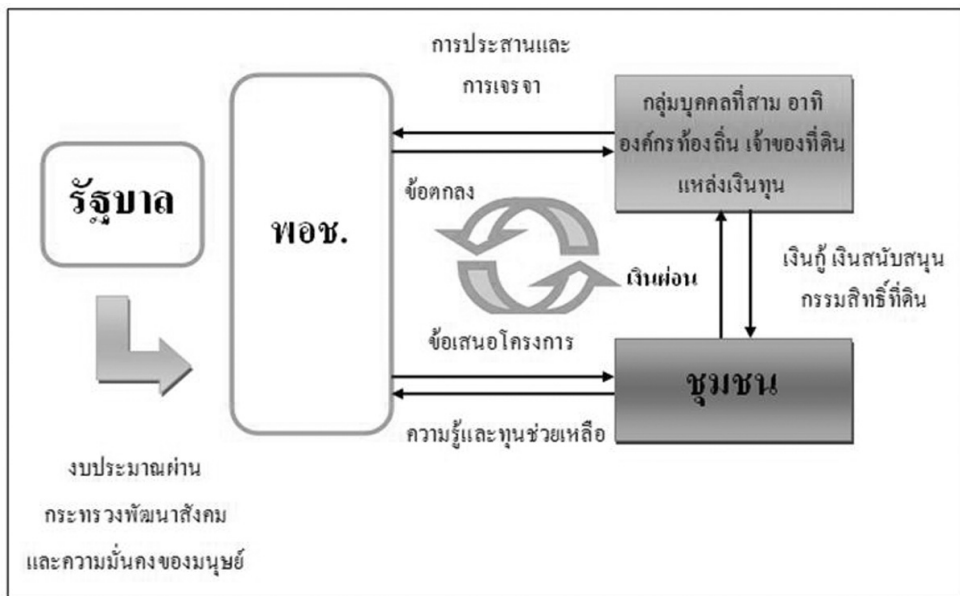 การประสานและ
การเจรจา
กลุ่มบุคคลที่สาม อาทิ
องค์กรท้องถิ่น เจ้าของที่ดิน
แหล่งเงินทุน
รัฐบาล
พอช.
ข้อตกลง
เงินผ่อน
เงินกู้ เงินสนับสนุน
กรรมสิทธิ์ที่ดิน
ข้อเสนอโครงการ
ชุมชน
ความรู้และทุนช่วยเหลือ
งบประมาณผ่าน
กระทรวงพัฒนาสังคม
และความมั่นคงของมนุษย์